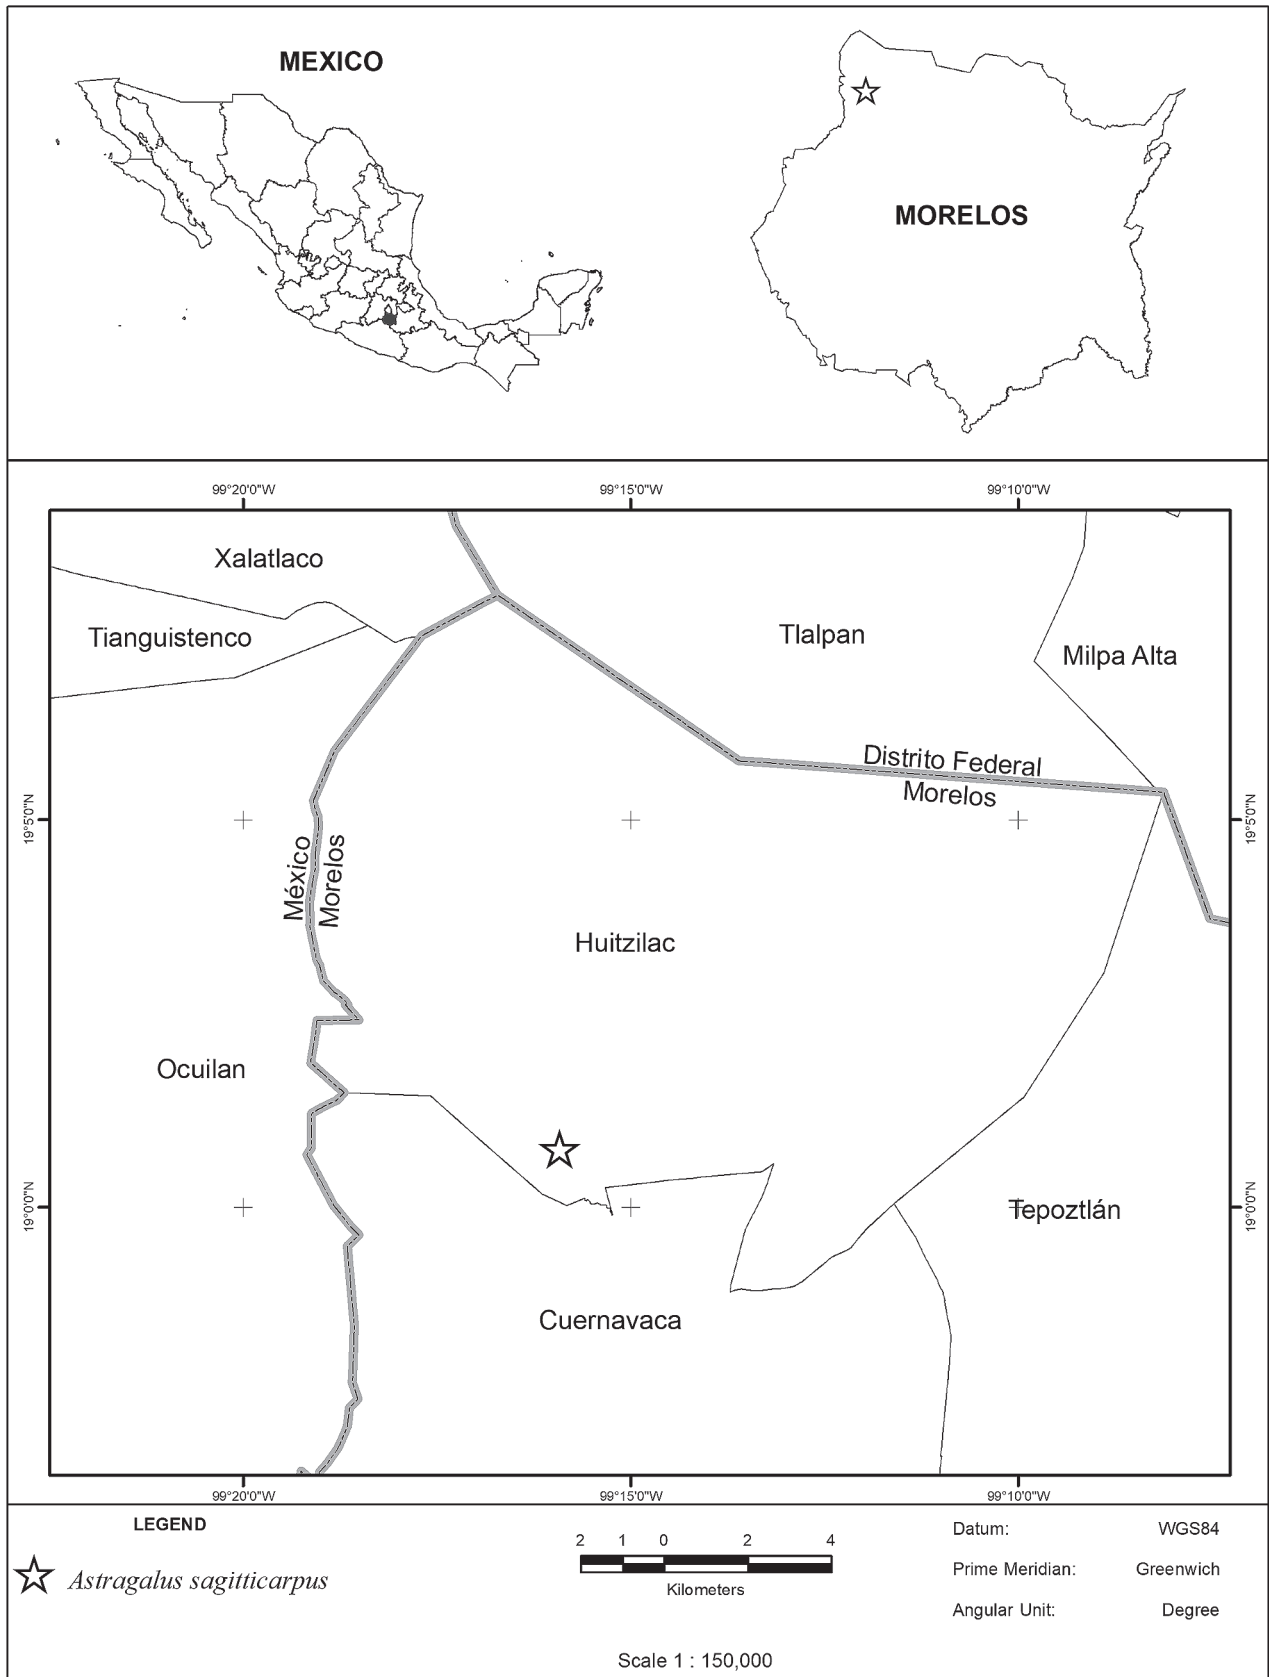 MEXICO
MORELOS
99°20'0"W
99°15'0"W
99°10'0"W
Xalatlaco
Tianguistenco
Tlalpan
Milpa Alta
Distrito Federal
Morelos
19°5'0"N
19°5'0"N
México
Morelos
Huitzilac
Ocuilan
19°0'0"N
19°0'0"N
Tepoztlán
Cuernavaca
99°20'0"W
99°15'0"W
99°10'0"W
LEGEND
Astragalus sagitticarpus
2 1 0 2 4
Kilometers
Scale 1 : 150,000
Datum: WGS84
Prime Meridian: Greenwich
Angular Unit: Degree